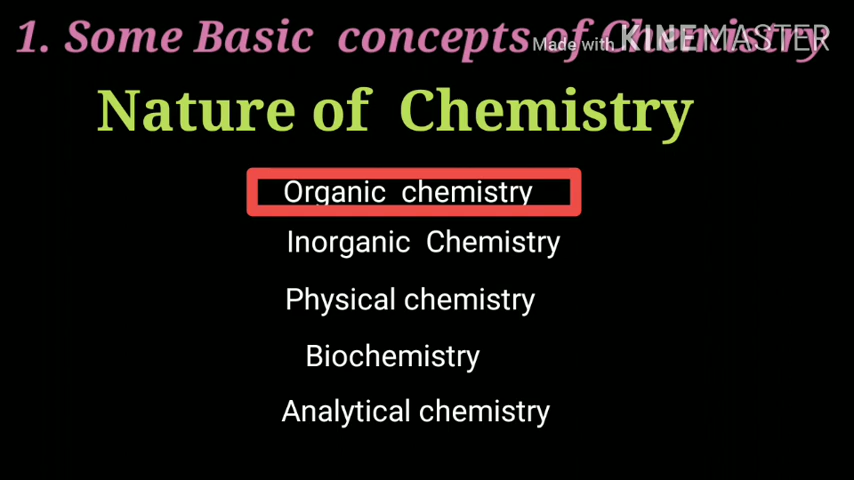 1. Some Basic concepts of Chemistry
Made with KINEMASTER
Nature of Chemistry
Organic chemistry
Inorganic Chemistry
Physical chemistry
Biochemistry
Analytical chemistry